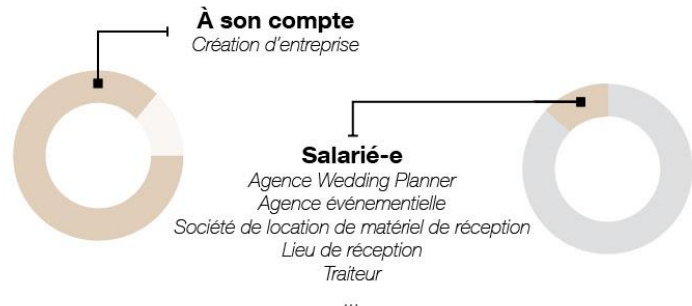 À son compte
Création d'entreprise
Salarié-e
Agence Wedding Planner
Agence événementielle
Société de location de matériel de réception
Lieu de réception
Traiteur
...